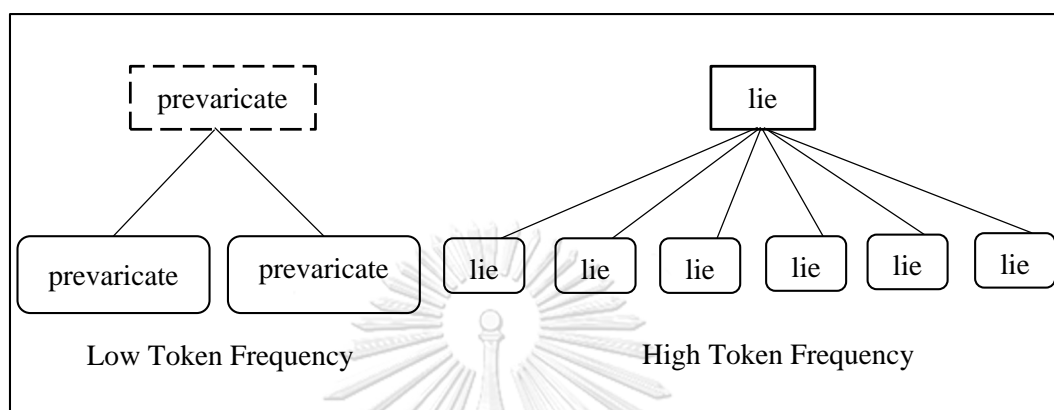 prevaricate lie
prevaricate prevaricate lie lie lie lie lie lie
Low Token Frequency High Token Frequency